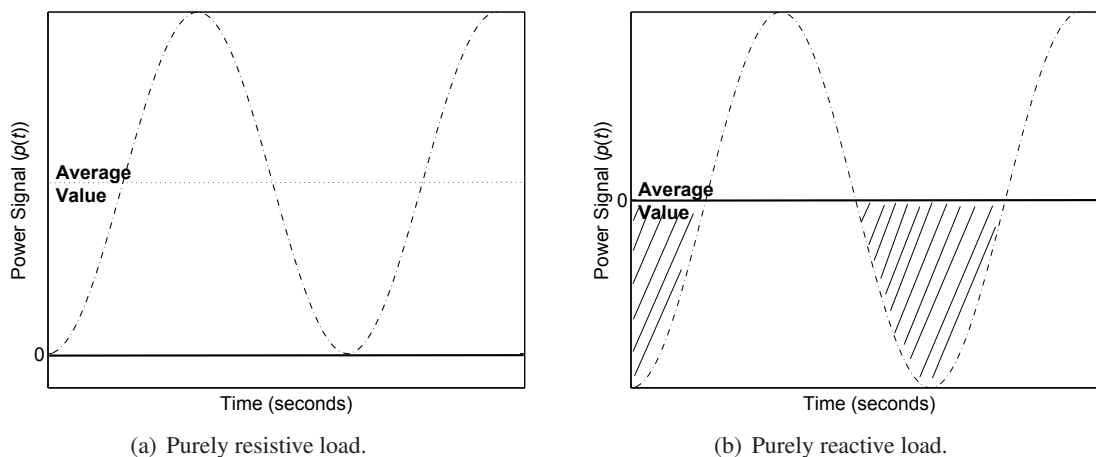 Power Signal (p(t))
Average
Value
0
Time (seconds)
(a) Purely resistive load.
Power Signal (p(t))
Average
0
Value
Time (seconds)
(b) Purely reactive load.